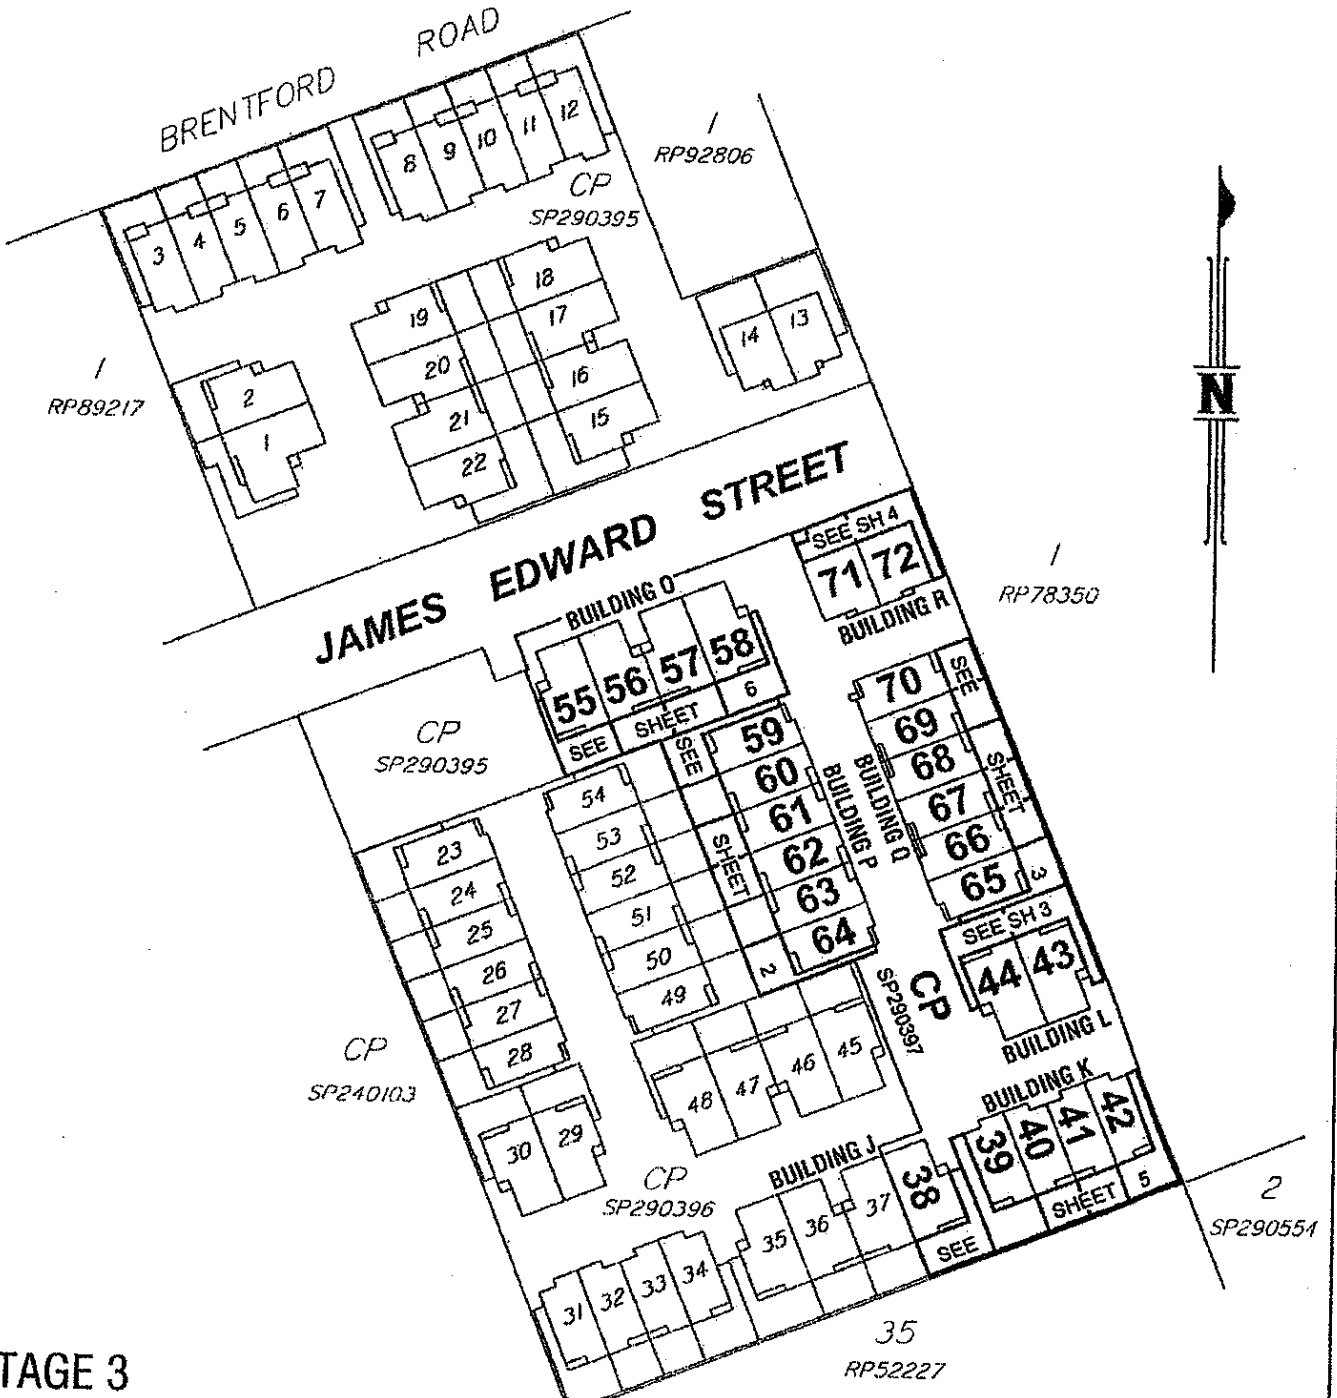 BRENTFORD ROAD
3 4 5 6 7
8 9 10 11 12
CP
SP290395
1
RP92806
18
17
16
15
19
20
21
22
14 13
1
RP89217
2
1
N
JAMES EDWARD STREET
SEE SH 4
71 72
BUILDING R
1
RP78350
BUILDING O
55 56 57 58
SEE SHEET 6
CP
SP290395
59
60
61
62
63
64
SEE SHEET 2
BUILDING P
BUILDING Q
70
69
68
67
66
65
SEE SHEET 3
SEE SH 3
44 43
BUILDING L
54
53
52
51
50
49
23
24
25
26
27
28
CP
SP240103
CP
SP290397
48 47 46 45
30 29
CP
SP290396
BUILDING K
39 40 41 42
SHEET 5
BUILDING J
35 36 37 38
SEE
31 32 33 34
2
SP290554
35
RP52227
TAGE 3